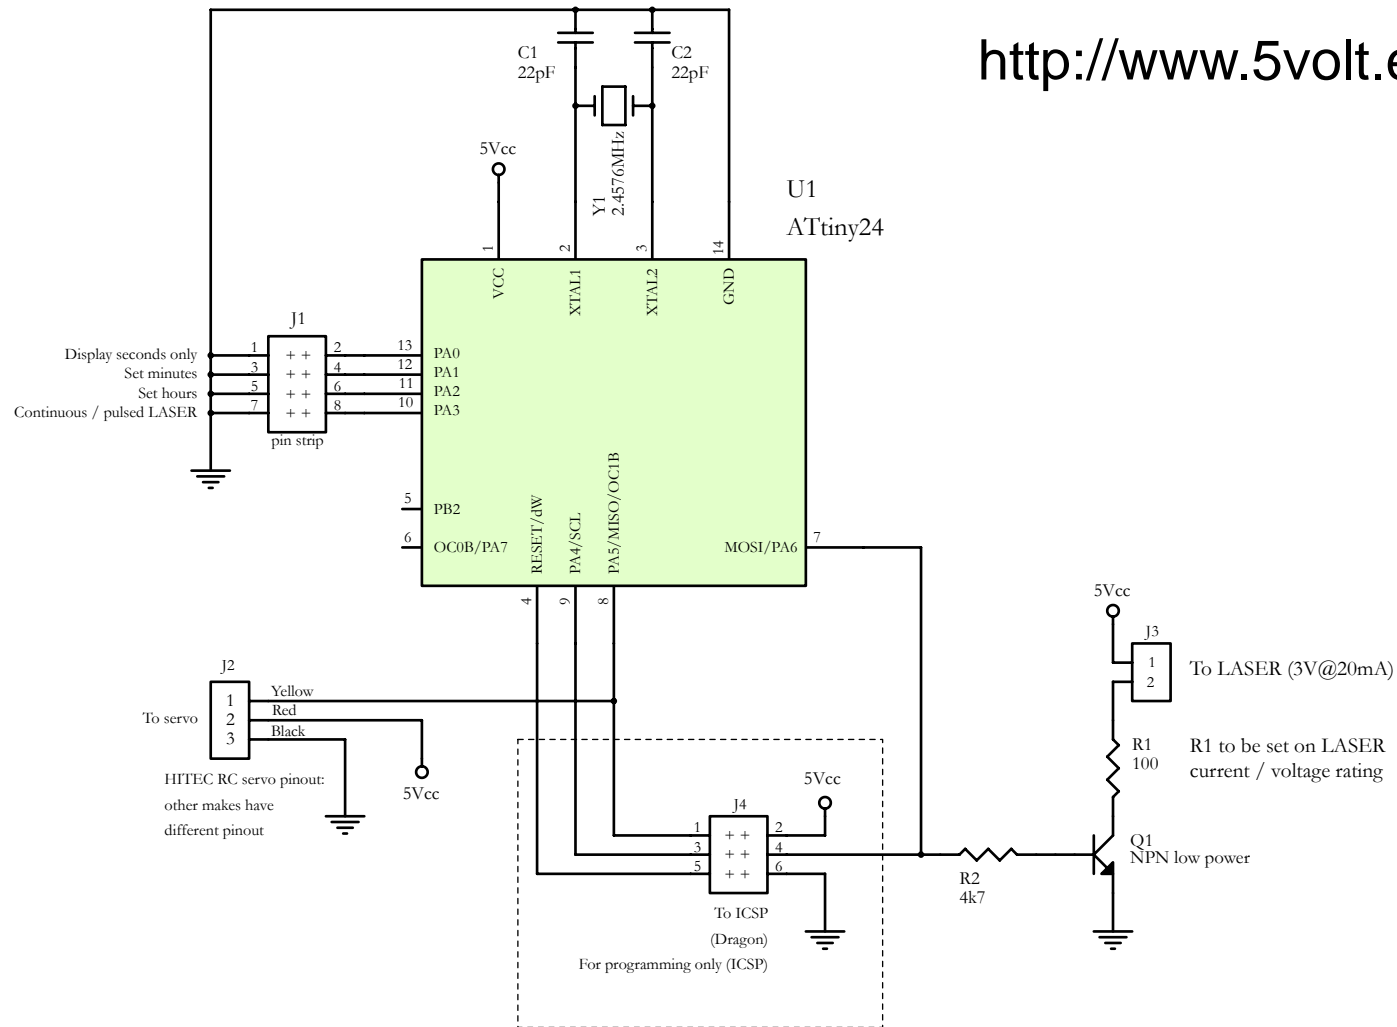 http://www.5volt.e
C1
22pF
C2
22pF
Y1
2.4576MHz
5Vcc
U1
ATtiny24
1
2
3
14
VCC
XTAL1
XTAL2
GND
J1
Display seconds only
1
+ +
2
13
PA0
Set minutes
3
+ +
4
12
PA1
Set hours
5
+ +
6
11
PA2
Continuous / pulsed LASER
7
+ +
8
10
PA3
pin strip
5
PB2
6
OC0B/PA7
RESET/dW
PA4/SCL
PA5/MISO/OC1B
MOSI/PA6
7
4
9
8
5Vcc
J3
1
2
To LASER (3V@20mA)
J2
To servo
1
Yellow
2
Red
3
Black
HITEC RC servo pinout:
other makes have
different pinout
5Vcc
R1
100
R1 to be set on LASER
current / voltage rating
5Vcc
J4
1
+ +
2
3
+ +
4
5
+ +
6
To ICSP
(Dragon)
For programming only (ICSP)
R2
4k7
Q1
NPN low power